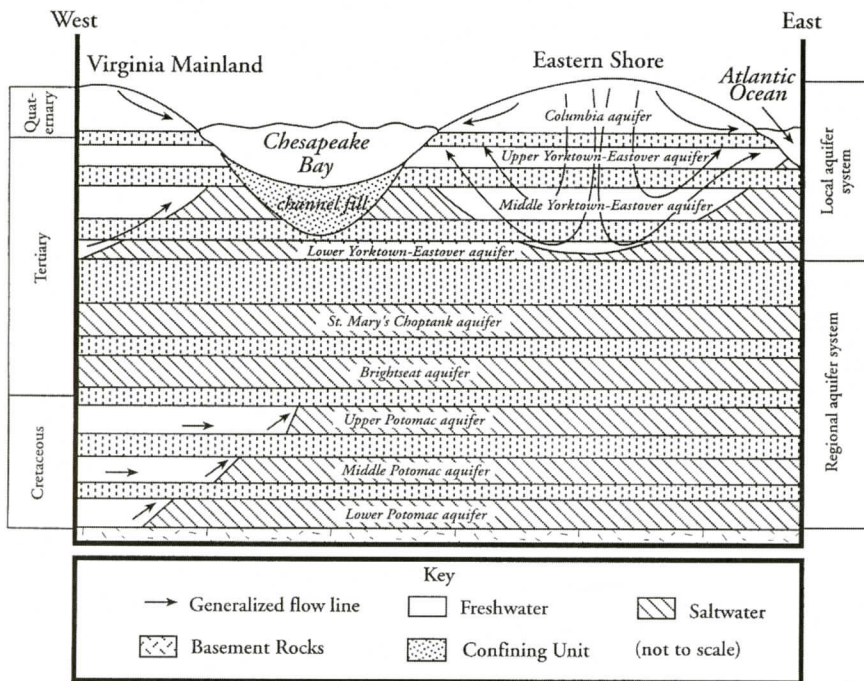 West
East
Virginia Mainland
Eastern Shore
Atlantic
Ocean
Quat-
ernary
Columbia aquifer
Chesapeake
Bay
Upper Yorktown-Eastover aquifer
channel fill
Middle Yorktown-Eastover aquifer
Local aquifer
system
Lower Yorktown-Eastover aquifer
Tertiary
St. Mary's Choptank aquifer
Brightseat aquifer
Regional aquifer system
Upper Potomac aquifer
Cretaceous
Middle Potomac aquifer
Lower Potomac aquifer
Key
Generalized flow line
Freshwater
Saltwater
Basement Rocks
Confining Unit
(not to scale)